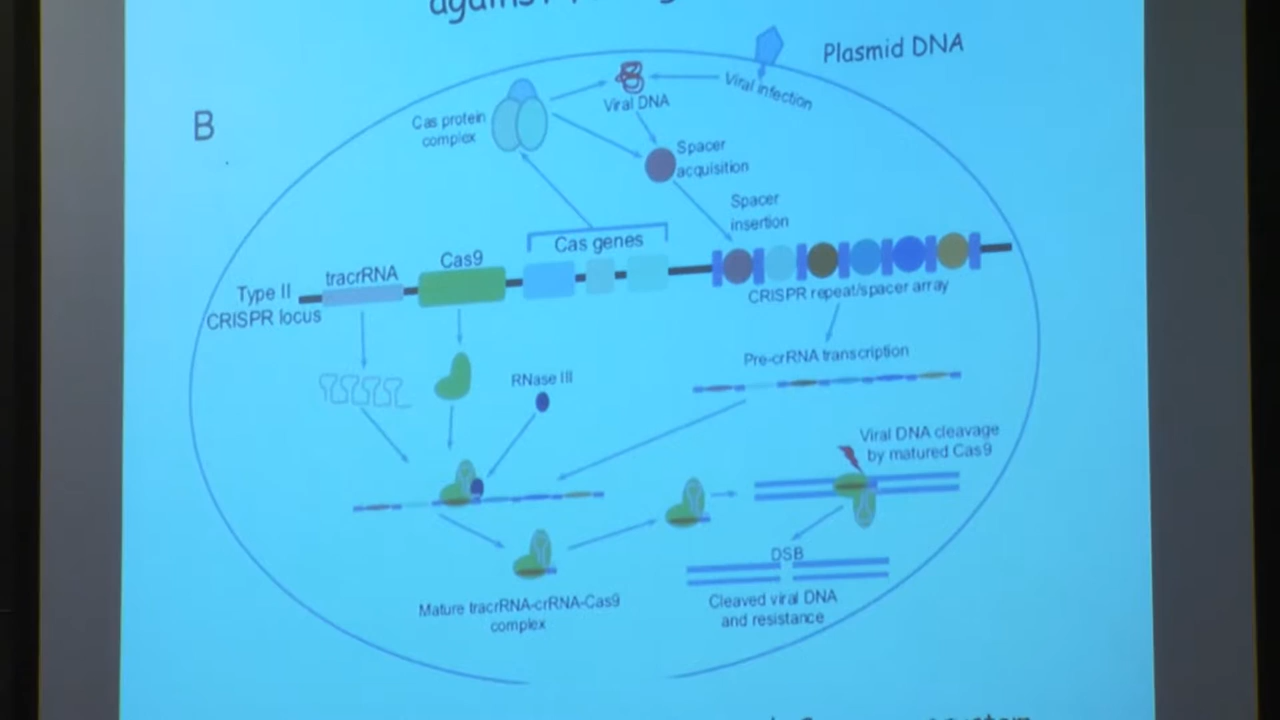 against
Plasmid DNA
B
Cas protein
complex
Viral DNA
Viral infection
Spacer
acquisition
Spacer
insertion
Cas genes
Cas9
tracrRNA
Type II
CRISPR locus
CRISPR repeat/spacer array
Pre-crRNA transcription
RNase III
Viral DNA cleavage
by matured Cas9
DSB
Mature tracrRNA-crRNA-Cas9
complex
Cleaved viral DNA
and resistance